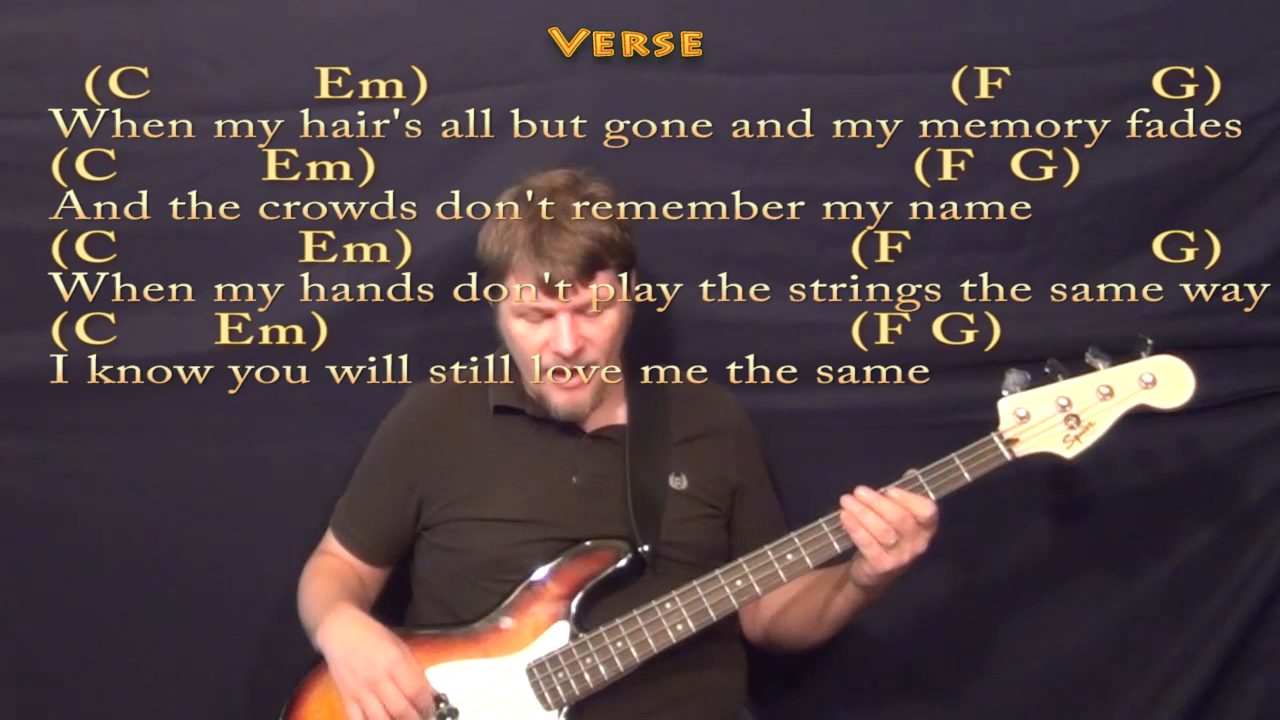 VERSE
(C Em) (F G)
When my hair's all but gone and my memory fades
(C Em) (F G)
And the crowds don't remember my name
(C Em) (F G)
When my hands don't play the strings the same way
(C Em) (F G)
I know you will still love me the same
Squier